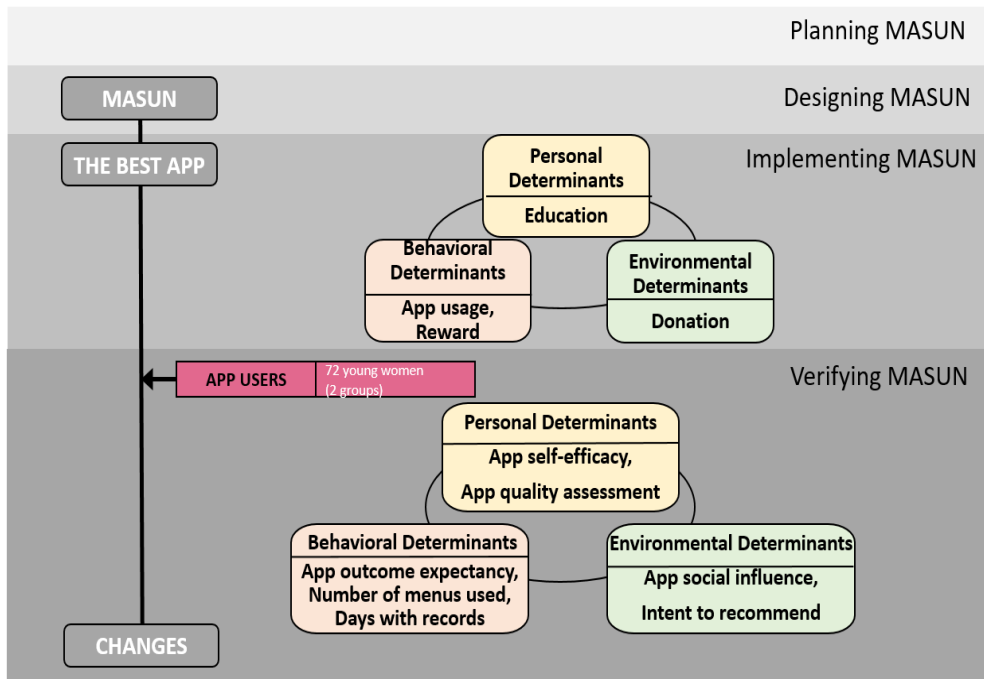 Planning MASUN
MASUN
Designing MASUN
THE BEST APP
Implementing MASUN
Personal
Determinants
Education
Behavioral
Determinants
App usage,
Reward
Environmental
Determinants
Donation
APP USERS
72 young women
(2 groups)
Verifying MASUN
Personal Determinants
App self-efficacy,
App quality assessment
Behavioral Determinants
App outcome expectancy,
Number of menus used,
Days with records
Environmental Determinants
App social influence,
Intent to recommend
CHANGES